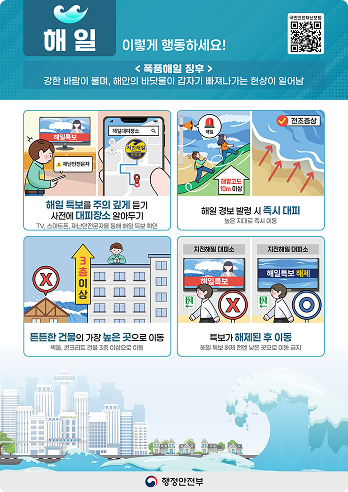 국민안전재난포털
해일 이렇게 행동하세요!
< 폭풍해일 징후 >
강한 바람이 불며, 해안의 바닷물이 갑자기 빠져나가는 현상이 일어남
해일특보
재난안전문자
해일대피장소
지진해일
해일
해발고도
10m 이상
전조증상
해일 특보를 주의 깊게 듣기
사전에 대피장소 알아두기
TV, 스마트폰, 재난안전문자를 통해 해일 특보 확인
해일 경보 발령 시 즉시 대피
높은 지대로 즉시 이동
3층 이상
튼튼한 건물의 가장 높은 곳으로 이동
벽돌, 콘크리트 건물 3층 이상으로 이동
지진해일 대피소
해일특보
지진해일 대피소
해일특보 해제
특보가 해제된 후 이동
해일 특보 해제 전엔 낮은 곳으로 이동 금지
행정안전부